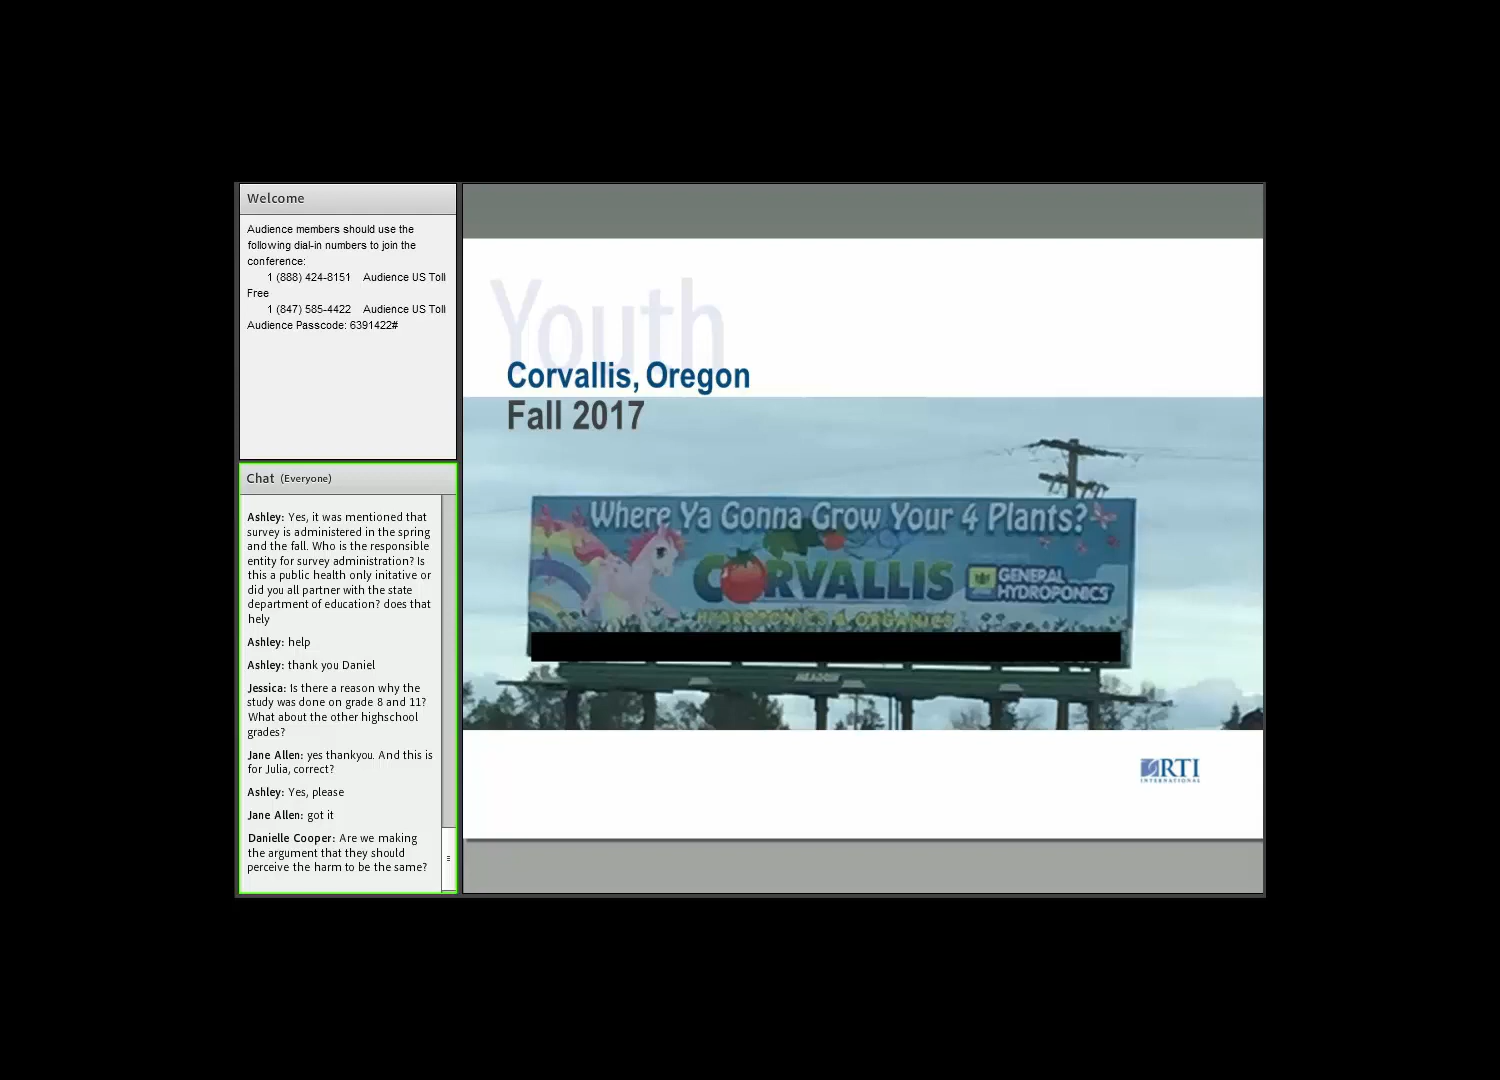 Welcome
Audience members should use the
following dial-in numbers to join the
conference:
1 (888) 424-8151 Audience US Toll
Free
1 (847) 585-4422 Audience US Toll
Audience Passcode: 6391422#
Chat (Everyone)
Ashley: Yes, it was mentioned that
survey is administered in the spring
and the fall. Who is the responsible
entity for survey administration? Is
this a public health only initative or
did you all partner with the state
department of education? does that
hely
Ashley: help
Ashley: thank you Daniel
Jessica: Is there a reason why the
study was done on grade 8 and 11?
What about the other highschool
grades?
Jane Allen: yes thankyou. And this is
for Julia, correct?
Ashley: Yes, please
Jane Allen: got it
Danielle Cooper: Are we making
the argument that they should
perceive the harm to be the same?
Youth
Corvallis, Oregon
Fall 2017
Where Ya Gonna Grow Your 4 Plants?
CORVALLIS
GENERAL
HYDROPONICS
HYDROPONICS & ORGANICS
MEADOW
RTI
INTERNATIONAL